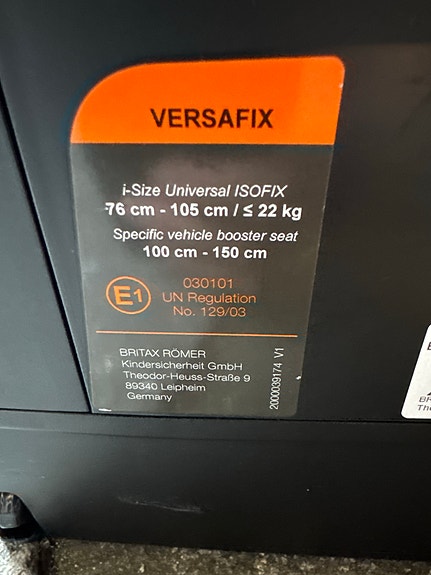 VERSAFIX
i-Size Universal ISOFIX
76 cm - 105 cm / ≤ 22 kg
Specific vehicle booster seat
100 cm - 150 cm
E1
030101
UN Regulation
No. 129/03
BRITAX RÖMER
Kindersicherheit GmbH
Theodor-Heuss-Straße 9
89340 Leipheim
Germany
2000039174 V1